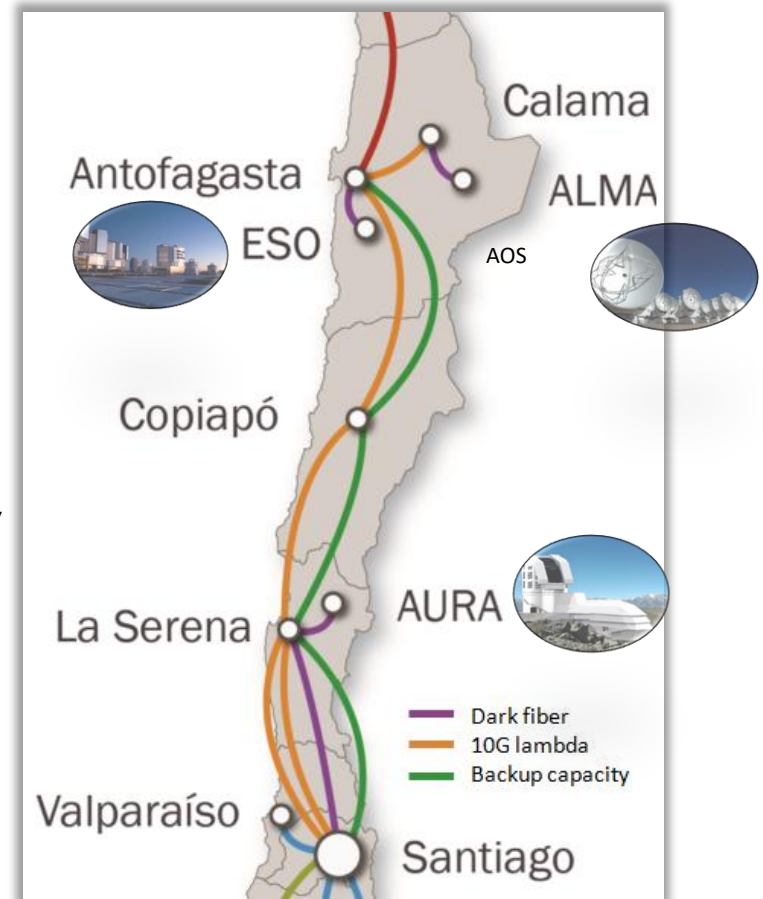 Calama
Antofagasta
ALMA
ESO
AOS
Copiapó
La Serena
AURA
Dark fiber
10G lambda
Backup capacity
Valparaíso
Santiago